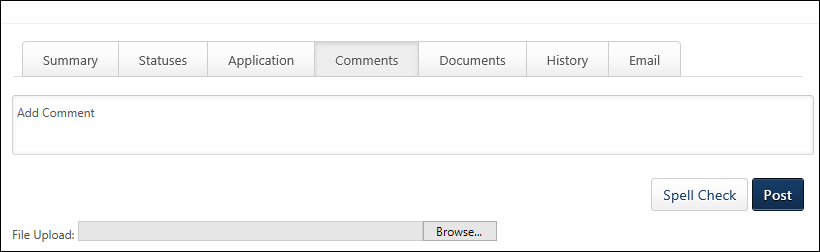 Summary Statuses Application Comments Documents History Email
Add Comment
Spell Check Post
File Upload: Browse...